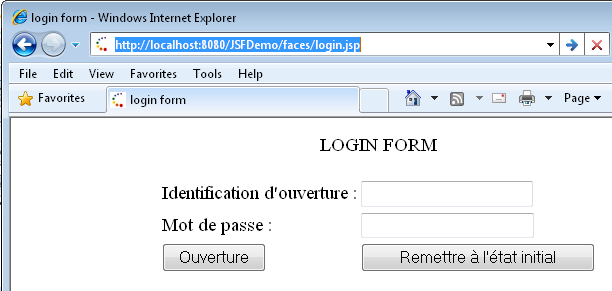 login form - Windows Internet Explorer
http://localhost:8080/JSFDemo/faces/login.jsp
File Edit View Favorites Tools Help
Favorites login form Page
LOGIN FORM
Identification d'ouverture :
Mot de passe :
Ouverture Remettre à l'état initial